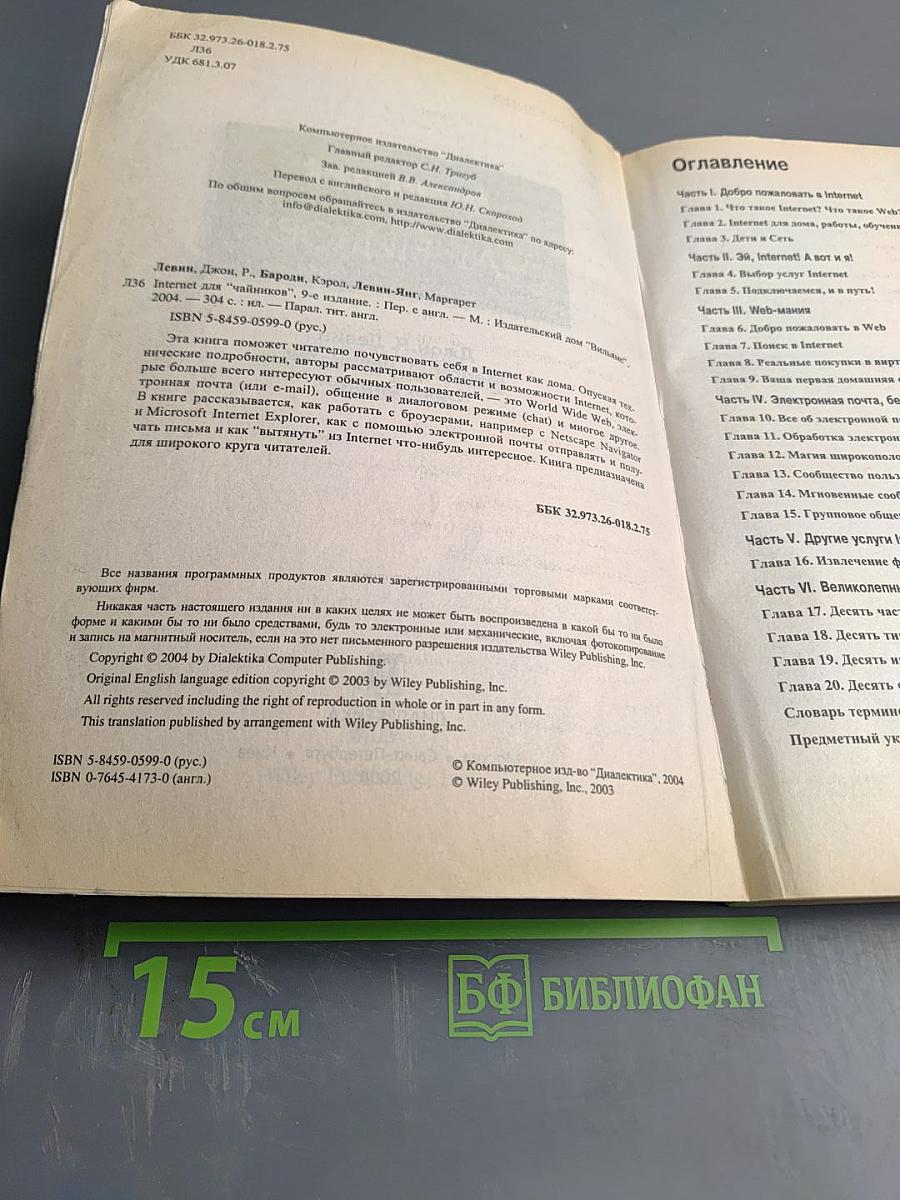 ББК 32.973.26-018.2.75
Л36
УДК 681.3.07
Компьютерное издательство "Диалектика"
Главный редактор С.Н. Тригуб
Зав. редакцией В.В. Александров
Перевод с английского и редакция Ю.Н. Скороход
По общим вопросам обращайтесь в издательство "Диалектика" по адресу:
info@dialektika.com, http://www.dialektika.com
Левин, Джон, Р., Бароди, Кэрол, Левин-Янг, Маргарет
Л36 Internet для "чайников", 9-е издание. : Пер. с англ. — М. : Издательский дом "Вильямс",
2004. — 304 с. : ил. — Парал. тит. англ.
ISBN 5-8459-0599-0 (рус.)
Эта книга поможет читателю почувствовать себя в Internet как дома. Опуская тех-
нические подробности, авторы рассматривают области и возможности Internet, кото-
рые больше всего интересуют обычных пользователей, — это World Wide Web, элек-
тронная почта (или e-mail), общение в диалоговом режиме (chat) и многое другое.
В книге рассказывается, как работать с броузерами, например с Netscape Navigator
и Microsoft Internet Explorer, как с помощью электронной почты отправлять и полу-
чать письма и как "вытянуть" из Internet что-нибудь интересное. Книга предназначена
для широкого круга читателей.
ББК 32.973.26-018.2.75
Все названия программных продуктов являются зарегистрированными торговыми марками соответст-
вующих фирм.
Никакая часть настоящего издания ни в каких целях не может быть воспроизведена в какой бы то ни было
форме и какими бы то ни было средствами, будь то электронные или механические, включая фотокопирование
и запись на магнитный носитель, если на это нет письменного разрешения издательства Wiley Publishing, Inc.
Copyright © 2004 by Dialektika Computer Publishing.
Original English language edition copyright © 2003 by Wiley Publishing, Inc.
All rights reserved including the right of reproduction in whole or in part in any form.
This translation published by arrangement with Wiley Publishing, Inc.
ISBN 5-8459-0599-0 (рус.)
ISBN 0-7645-4173-0 (англ.)
© Компьютерное изд-во "Диалектика", 2004
© Wiley Publishing, Inc., 2003
Оглавление
Часть I. Добро пожаловать в Internet
Глава 1. Что такое Internet? Что такое Web?
Глава 2. Internet для дома, работы, обучени
Глава 3. Дети и Сеть
Часть II. Эй, Internet! А вот и я!
Глава 4. Выбор услуг Internet
Глава 5. Подключаемся, и в путь!
Часть III. Web-мания
Глава 6. Добро пожаловать в Web
Глава 7. Поиск в Internet
Глава 8. Реальные покупки в вирт
Глава 9. Ваша первая домашняя
Часть IV. Электронная почта, бе
Глава 10. Все об электронной п
Глава 11. Обработка электрон
Глава 12. Магия широкополо
Глава 13. Сообщество польз
Глава 14. Мгновенные сооб
Глава 15. Групповое обще
Часть V. Другие услуги I
Глава 16. Извлечение ф
Часть VI. Великолепны
Глава 17. Десять част
Глава 18. Десять ти
Глава 19. Десять и
Глава 20. Десять
Словарь термино
Предметный ук
15 см
БФ БИБЛИОФАН